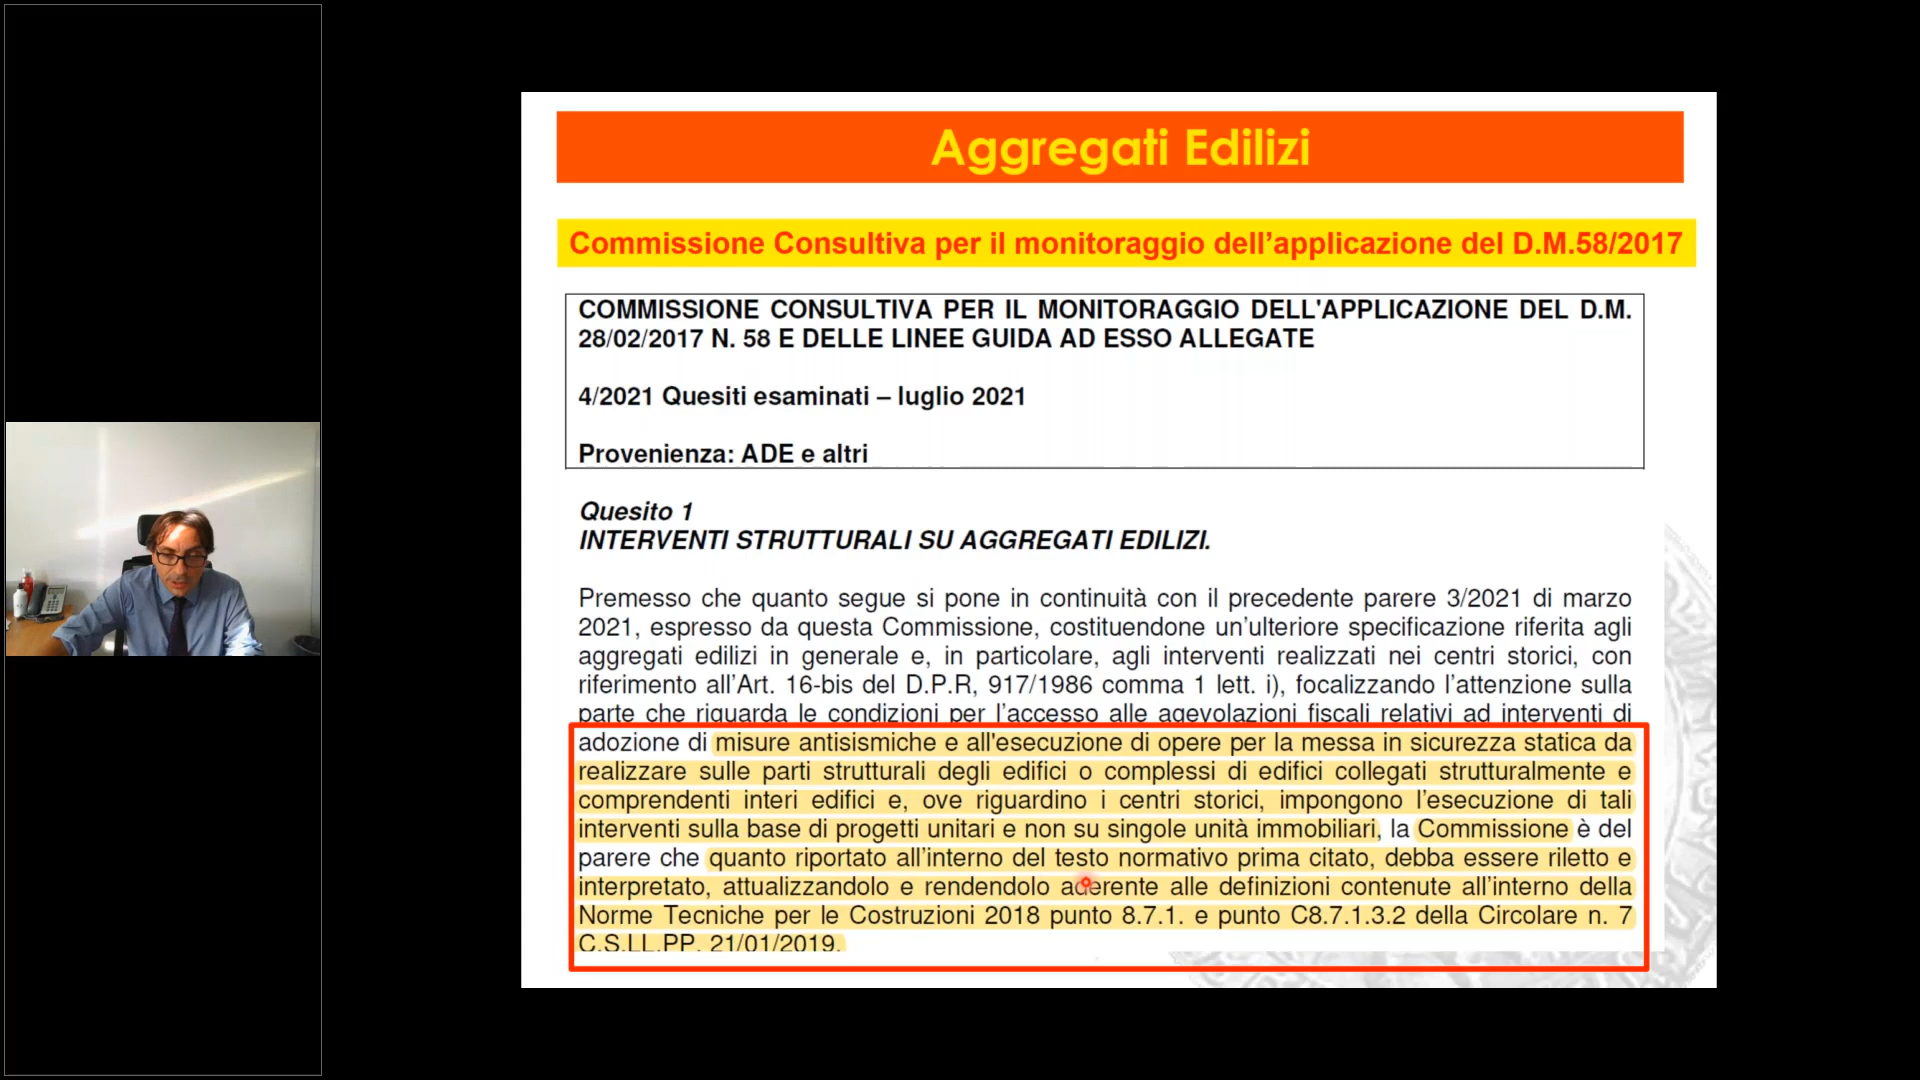 Aggregati Edilizi
Commissione Consultiva per il monitoraggio dell'applicazione del D.M.58/2017
COMMISSIONE CONSULTIVA PER IL MONITORAGGIO DELL'APPLICAZIONE DEL D.M.
28/02/2017 N. 58 E DELLE LINEE GUIDA AD ESSO ALLEGATE
4/2021 Quesiti esaminati – luglio 2021
Provenienza: ADE e altri
Quesito 1
INTERVENTI STRUTTURALI SU AGGREGATI EDILIZI.
Premesso che quanto segue si pone in continuità con il precedente parere 3/2021 di marzo
2021, espresso da questa Commissione, costituendone un'ulteriore specificazione riferita agli
aggregati edilizi in generale e, in particolare, agli interventi realizzati nei centri storici, con
riferimento all'Art. 16-bis del D.P.R, 917/1986 comma 1 lett. i), focalizzando l'attenzione sulla
parte che riguarda le condizioni per l'accesso alle agevolazioni fiscali relativi ad interventi di
adozione di misure antisismiche e all'esecuzione di opere per la messa in sicurezza statica da
realizzare sulle parti strutturali degli edifici o complessi di edifici collegati strutturalmente e
comprendenti interi edifici e, ove riguardino i centri storici, impongono l'esecuzione di tali
interventi sulla base di progetti unitari e non su singole unità immobiliari, la Commissione è del
parere che quanto riportato all'interno del testo normativo prima citato, debba essere riletto e
interpretato, attualizzandolo e rendendolo aderente alle definizioni contenute all'interno della
Norme Tecniche per le Costruzioni 2018 punto 8.7.1. e punto C8.7.1.3.2 della Circolare n. 7
C.S.LL.PP. 21/01/2019.